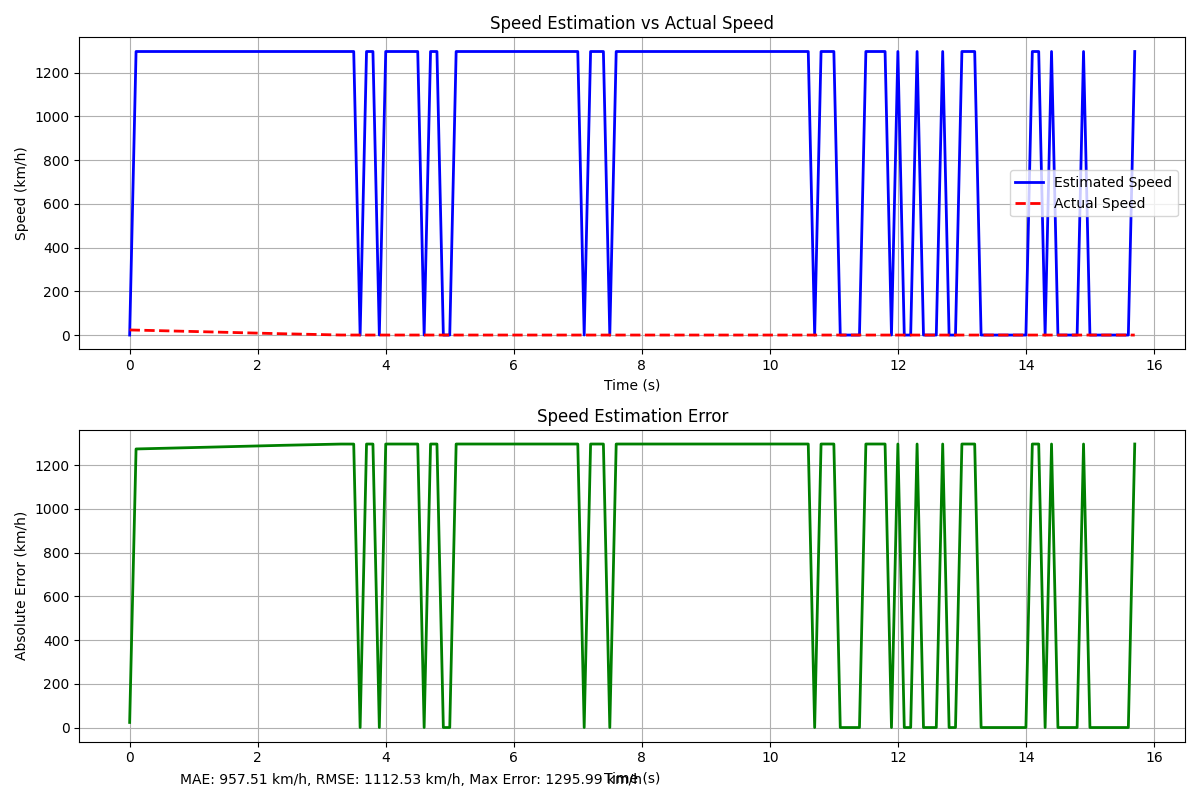 Speed Estimation vs Actual Speed
Speed (km/h)
1200
1000
800
600
400
200
0
Estimated Speed
Actual Speed
0 2 4 6 8 10 12 14 16
Time (s)
Speed Estimation Error
Absolute Error (km/h)
1200
1000
800
600
400
200
0
0 2 4 6 8 10 12 14 16
Time (s)
MAE: 957.51 km/h, RMSE: 1112.53 km/h, Max Error: 1295.99 km/h